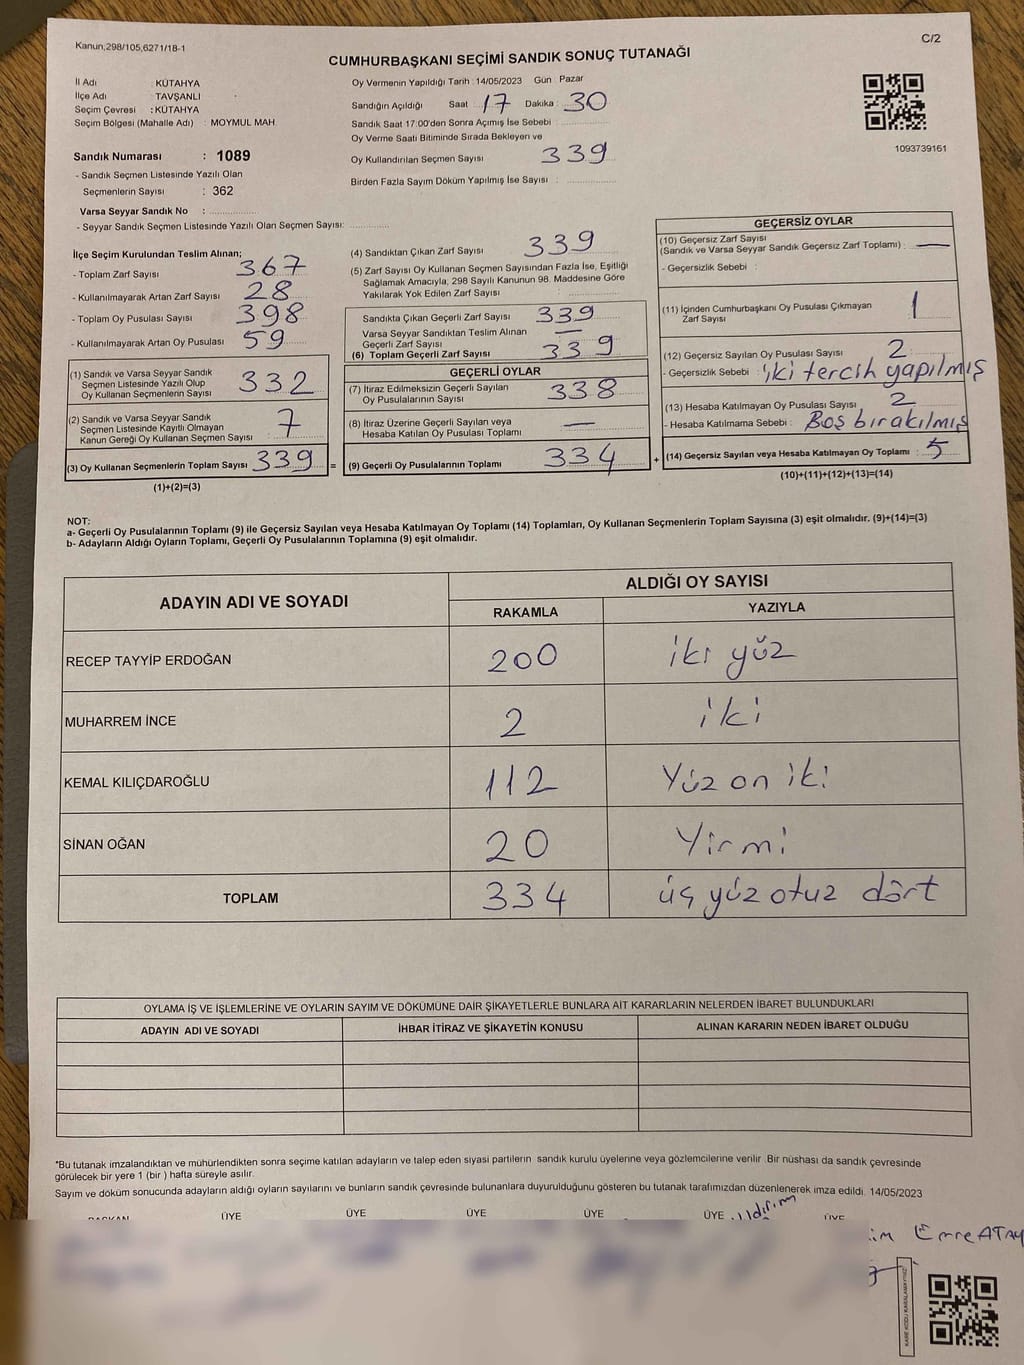 Kanun,298/105,6271/18-1
C/2
CUMHURBAŞKANI SEÇİMİ SANDIK SONUÇ TUTANAĞI
İl Adı : KÜTAHYA
İlçe Adı : TAVŞANLI
Seçim Çevresi : KÜTAHYA
Seçim Bölgesi (Mahalle Adı) : MOYMUL MAH.
Sandık Numarası : 1089
- Sandık Seçmen Listesinde Yazılı Olan
Seçmenlerin Sayısı : 362
Varsa Seyyar Sandık No :
- Seyyar Sandık Seçmen Listesinde Yazılı Olan Seçmen Sayısı:
Oy Vermenin Yapıldığı Tarih : 14/05/2023 Gün : Pazar
Sandığın Açıldığı Saat : 17 Dakika : 30
Sandık Saat 17:00'den Sonra Açımış İse Sebebi :
Oy Verme Saati Bitiminde Sırada Bekleyen ve
Oy Kullandırılan Seçmen Sayısı 339
Birden Fazla Sayım Döküm Yapılmış İse Sayısı :
1093739161
İlçe Seçim Kurulundan Teslim Alınan;
- Toplam Zarf Sayısı 367
- Kullanılmayarak Artan Zarf Sayısı 28
- Toplam Oy Pusulası Sayısı 398
- Kullanılmayarak Artan Oy Pusulası 59
(1) Sandık ve Varsa Seyyar Sandık
Seçmen Listesinde Yazılı Olup
Oy Kullanan Seçmenlerin Sayısı 332
(2) Sandık ve Varsa Seyyar Sandık
Seçmen Listesinde Kayıtlı Olmayan
Kanun Gereği Oy Kullanan Seçmen Sayısı : 7
(3) Oy Kullanan Seçmenlerin Toplam Sayısı 339 =
(1)+(2)=(3)
(4) Sandıktan Çıkan Zarf Sayısı 339
(5) Zarf Sayısı Oy Kullanan Seçmen Sayısından Fazla İse, Eşitliği
Sağlamak Amacıyla, 298 Sayılı Kanunun 98. Maddesine Göre
Yakılarak Yok Edilen Zarf Sayısı :
Sandıkta Çıkan Geçerli Zarf Sayısı 339
Varsa Seyyar Sandıktan Teslim Alınan
Geçerli Zarf Sayısı —
(6) Toplam Geçerli Zarf Sayısı 339
GEÇERLİ OYLAR
(7) İtiraz Edilmeksizin Geçerli Sayılan
Oy Pusulalarının Sayısı 338
(8) İtiraz Üzerine Geçerli Sayılan veya
Hesaba Katılan Oy Pusulası Toplamı —
(9) Geçerli Oy Pusulalarının Toplamı 334 +
GEÇERSİZ OYLAR
(10) Geçersiz Zarf Sayısı
(Sandık ve Varsa Seyyar Sandık Geçersiz Zarf Toplamı) : —
- Geçersizlik Sebebi :
(11) İçinden Cumhurbaşkanı Oy Pusulası Çıkmayan
Zarf Sayısı 1
(12) Geçersiz Sayılan Oy Pusulası Sayısı 2
- Geçersizlik Sebebi : iki tercih yapılmış
(13) Hesaba Katılmayan Oy Pusulası Sayısı 2
- Hesaba Katılmama Sebebi : Boş bırakılmış
(14) Geçersiz Sayılan veya Hesaba Katılmayan Oy Toplamı : 5
(10)+(11)+(12)+(13)=(14)
NOT:
a- Geçerli Oy Pusulalarının Toplamı (9) ile Geçersiz Sayılan veya Hesaba Katılmayan Oy Toplamı (14) Toplamları, Oy Kullanan Seçmenlerin Toplam Sayısına (3) eşit olmalıdır. (9)+(14)=(3)
b- Adayların Aldığı Oyların Toplamı, Geçerli Oy Pusulalarının Toplamına (9) eşit olmalıdır.
ADAYIN ADI VE SOYADI
ALDIĞI OY SAYISI
RAKAMLA YAZIYLA
RECEP TAYYİP ERDOĞAN 200 iki yüz
MUHARREM İNCE 2 iki
KEMAL KILIÇDAROĞLU 112 Yüz on iki
SİNAN OĞAN 20 Yirmi
TOPLAM 334 üç yüz otuz dört
OYLAMA İŞ VE İŞLEMLERİNE VE OYLARIN SAYIM VE DÖKÜMÜNE DAİR ŞİKAYETLERLE BUNLARA AİT KARARLARIN NELERDEN İBARET BULUNDUKLARI
ADAYIN ADI VE SOYADI İHBAR İTİRAZ VE ŞİKAYETİN KONUSU ALINAN KARARIN NEDEN İBARET OLDUĞU
*Bu tutanak imzalandıktan ve mühürlendikten sonra seçime katılan adayların ve talep eden siyasi partilerin sandık kurulu üyelerine veya gözlemcilerine verilir .Bir nüshası da sandık çevresinde
görülecek bir yere 1 (bir ) hafta süreyle asılır.
Sayım ve döküm sonucunda adayların aldığı oyların sayılarını ve bunların sandık çevresinde bulunanlara duyurulduğunu gösteren bu tutanak tarafımızdan düzenlenerek imza edildi. 14/05/2023
BAŞKAN ÜYE ÜYE ÜYE ÜYE ÜYE ÜYE
ıldırım
Emre ATAY